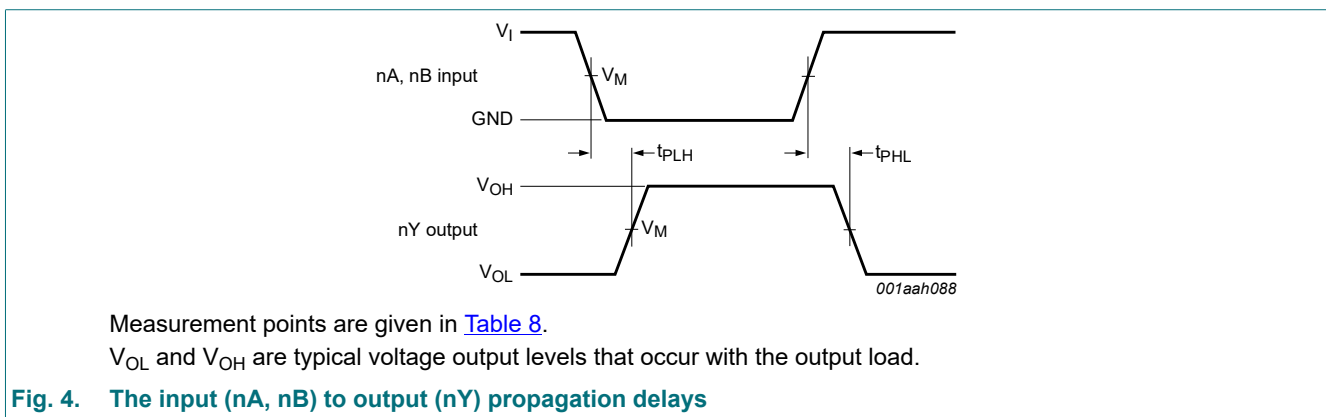 V_I
nA, nB input
V_M
GND
t_PLH
t_PHL
V_OH
nY output
V_M
V_OL
001aah088
Measurement points are given in Table 8.
V_OL and V_OH are typical voltage output levels that occur with the output load.
Fig. 4. The input (nA, nB) to output (nY) propagation delays